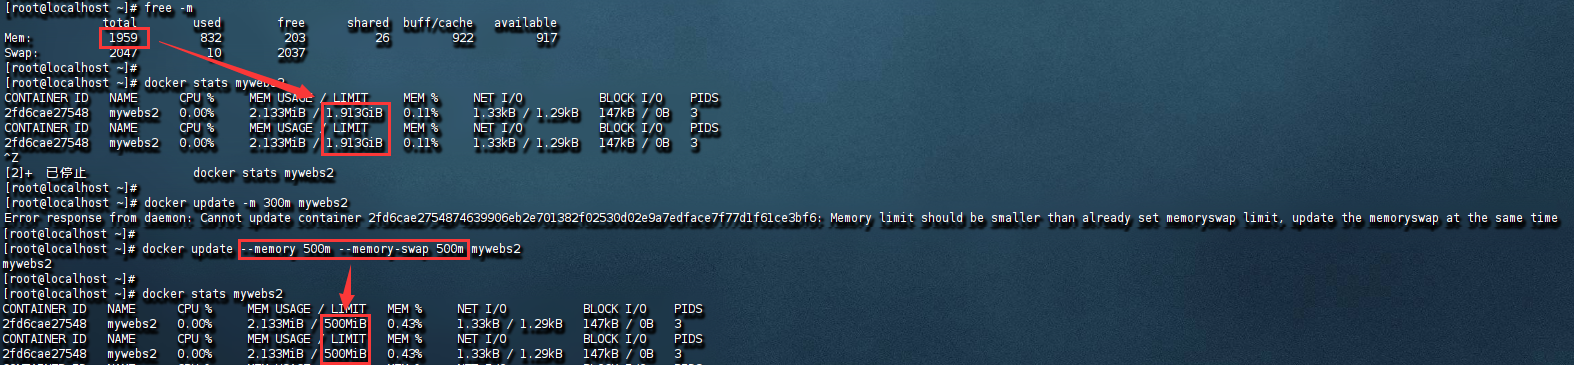 [root@localhost ~]# free -m
total used free shared buff/cache available
Mem: 1959 832 203 26 922 917
Swap: 2047 10 2037
[root@localhost ~]#
[root@localhost ~]# docker stats mywebs2
CONTAINER ID NAME CPU % MEM USAGE / LIMIT MEM % NET I/O BLOCK I/O PIDS
2fd6cae27548 mywebs2 0.00% 2.133MiB / 1.913GiB 0.11% 1.33kB / 1.29kB 147kB / 0B 3
CONTAINER ID NAME CPU % MEM USAGE / LIMIT MEM % NET I/O BLOCK I/O PIDS
2fd6cae27548 mywebs2 0.00% 2.133MiB / 1.913GiB 0.11% 1.33kB / 1.29kB 147kB / 0B 3
^Z
[2]+ 已停止 docker stats mywebs2
[root@localhost ~]#
[root@localhost ~]# docker update -m 300m mywebs2
Error response from daemon: Cannot update container 2fd6cae2754874639906eb2e701382f02530d02e9a7edface7f77d1f61ce3bf6: Memory limit should be smaller than already set memoryswap limit, update the memoryswap at the same time
[root@localhost ~]#
[root@localhost ~]# docker update --memory 500m --memory-swap 500m mywebs2
mywebs2
[root@localhost ~]#
[root@localhost ~]# docker stats mywebs2
CONTAINER ID NAME CPU % MEM USAGE / LIMIT MEM % NET I/O BLOCK I/O PIDS
2fd6cae27548 mywebs2 0.00% 2.133MiB / 500MiB 0.43% 1.33kB / 1.29kB 147kB / 0B 3
CONTAINER ID NAME CPU % MEM USAGE / LIMIT MEM % NET I/O BLOCK I/O PIDS
2fd6cae27548 mywebs2 0.00% 2.133MiB / 500MiB 0.43% 1.33kB / 1.29kB 147kB / 0B 3